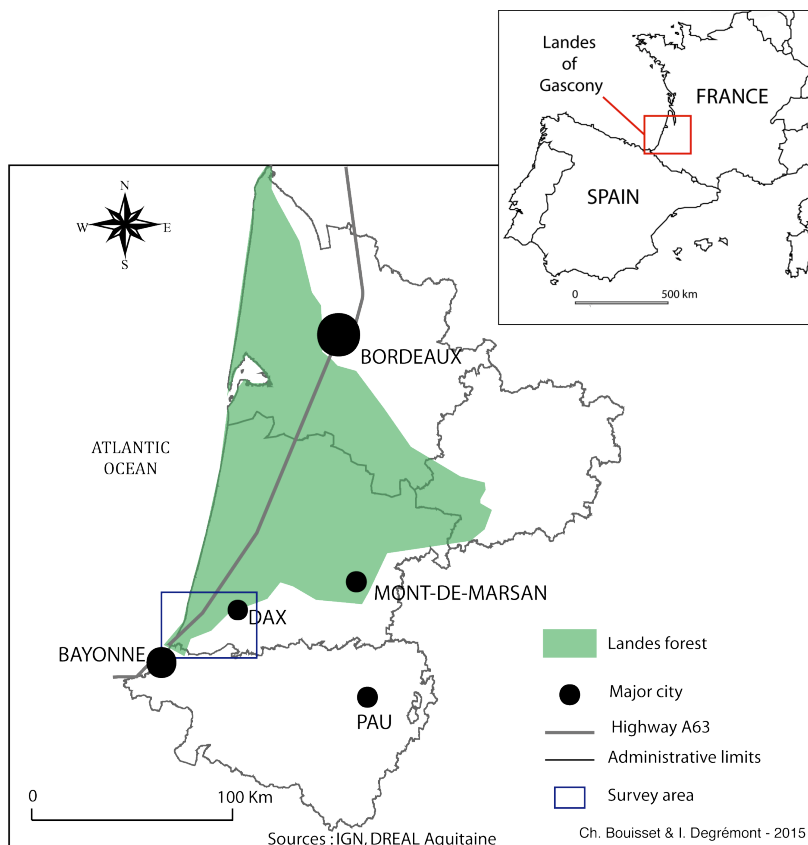 Landes
of
Gascony
FRANCE
SPAIN
0 500 km
N
W E
S
BORDEAUX
ATLANTIC
OCEAN
MONT-DE-MARSAN
DAX
BAYONNE
PAU
Landes forest
Major city
Highway A63
Administrative limits
Survey area
0 100 Km
Sources : IGN, DREAL Aquitaine
Ch. Bouisset & I. Degrémont - 2015